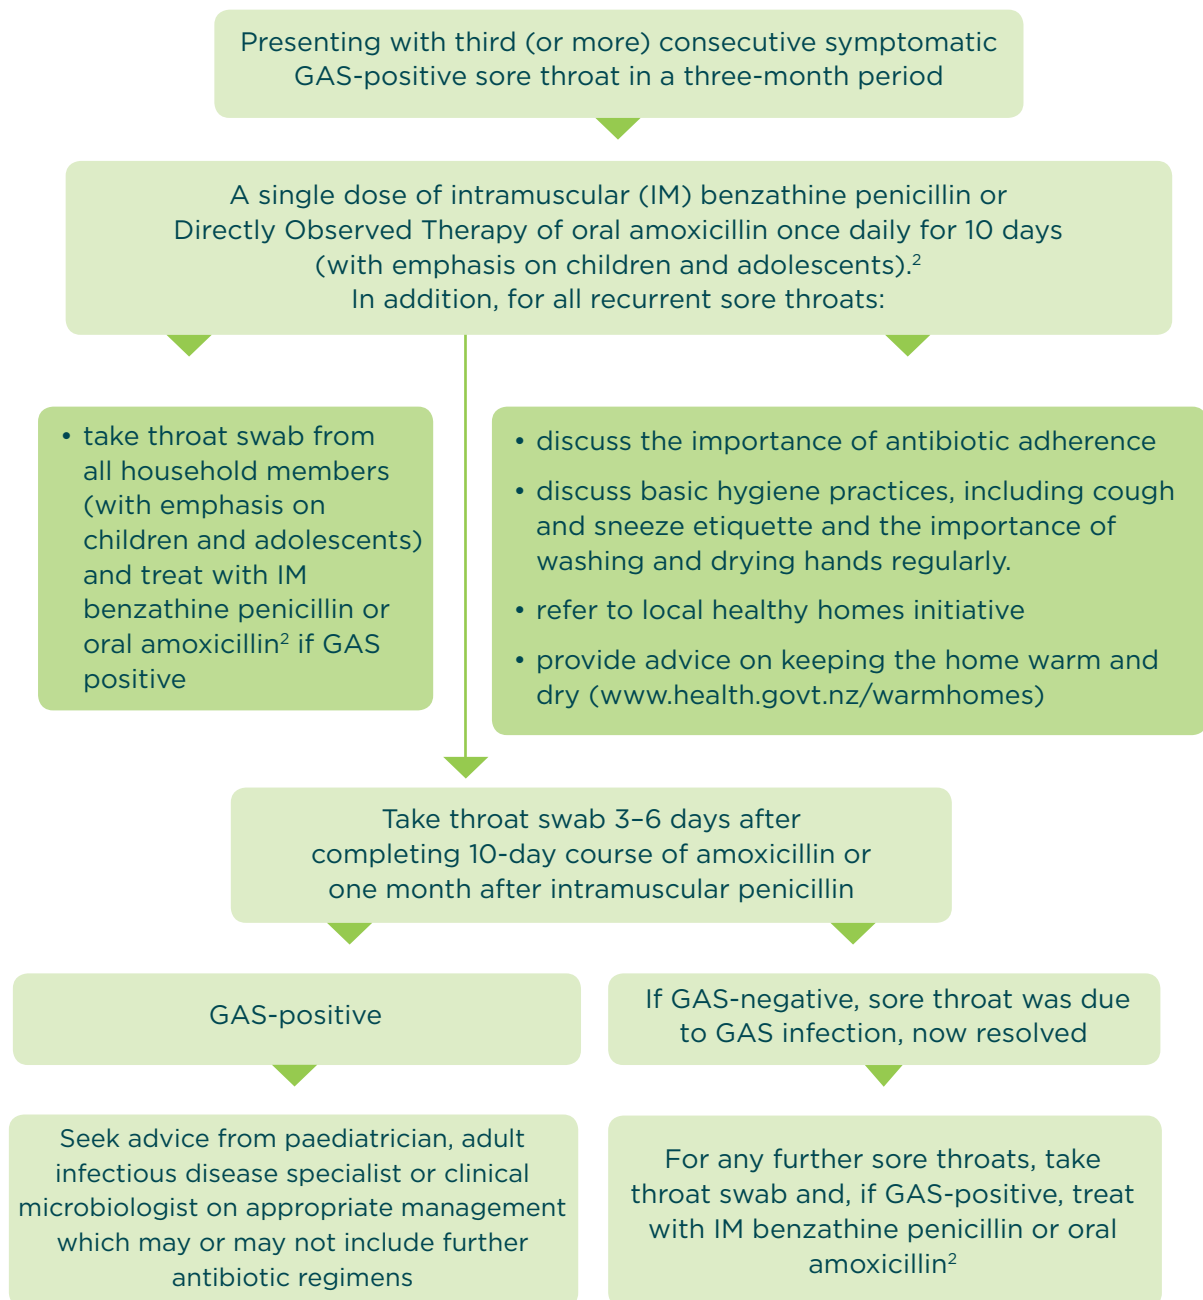 Presenting with third (or more) consecutive symptomatic
GAS-positive sore throat in a three-month period
A single dose of intramuscular (IM) benzathine penicillin or
Directly Observed Therapy of oral amoxicillin once daily for 10 days
(with emphasis on children and adolescents).²
In addition, for all recurrent sore throats:
• take throat swab from
all household members
(with emphasis on
children and adolescents)
and treat with IM
benzathine penicillin or
oral amoxicillin² if GAS
positive
• discuss the importance of antibiotic adherence
• discuss basic hygiene practices, including cough
and sneeze etiquette and the importance of
washing and drying hands regularly.
• refer to local healthy homes initiative
• provide advice on keeping the home warm and
dry (www.health.govt.nz/warmhomes)
Take throat swab 3–6 days after
completing 10-day course of amoxicillin or
one month after intramuscular penicillin
GAS-positive
If GAS-negative, sore throat was due
to GAS infection, now resolved
Seek advice from paediatrician, adult
infectious disease specialist or clinical
microbiologist on appropriate management
which may or may not include further
antibiotic regimens
For any further sore throats, take
throat swab and, if GAS-positive, treat
with IM benzathine penicillin or oral
amoxicillin²